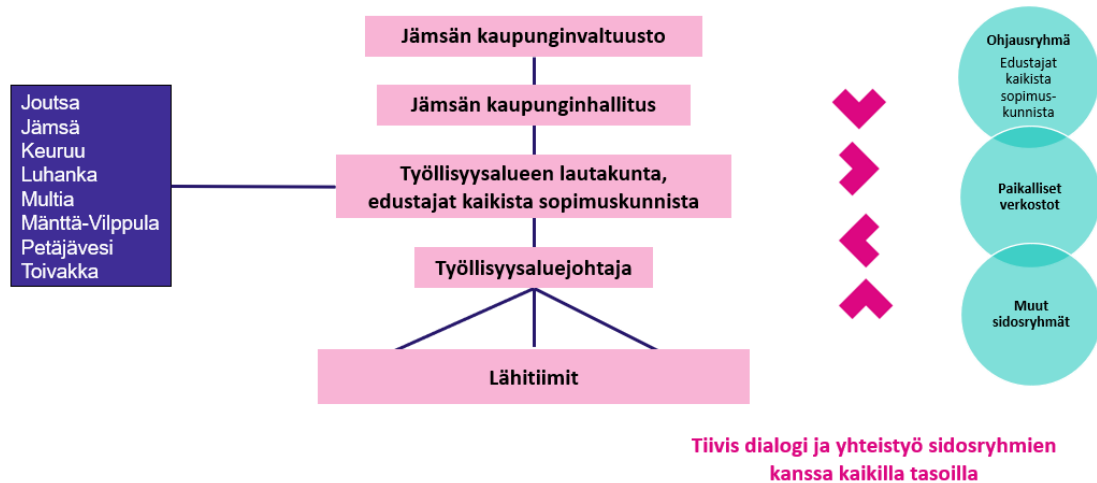 Jämsän kaupunginvaltuusto
Jämsän kaupunginhallitus
Joutsa
Jämsä
Keuruu
Luhanka
Multia
Mänttä-Vilppula
Petäjävesi
Toivakka
Työllisyysalueen lautakunta,
edustajat kaikista sopimuskunnista
Työllisyysaluejohtaja
Lähitiimit
Ohjausryhmä
Edustajat
kaikista
sopimus-
kunnista
Paikalliset
verkostot
Muut
sidosryhmät
Tiivis dialogi ja yhteistyö sidosryhmien
kanssa kaikilla tasoilla